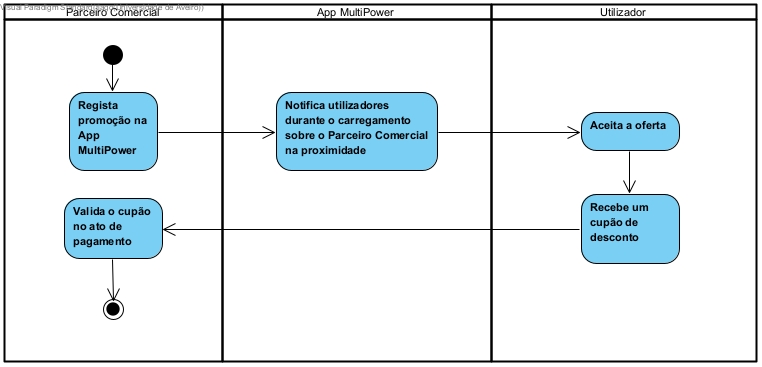 Visual Paradigm Standard(Universidade de Aveiro))
Parceiro Comercial
App MultiPower
Utilizador
Regista
promoção na
App
MultiPower
Notifica utilizadores
durante o carregamento
sobre o Parceiro Comercial
na proximidade
Aceita a oferta
Recebe um
cupão de
desconto
Valida o cupão
no ato de
pagamento